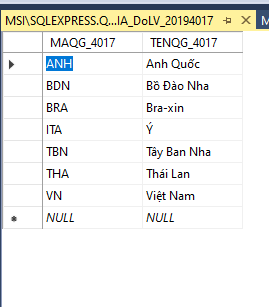 MSI\SQLEXPRESS.Q...IA_DoLV_20194017
MAQG_4017 TENQG_4017
ANH Anh Quốc
BDN Bồ Đào Nha
BRA Bra-xin
ITA Ý
TBN Tây Ban Nha
THA Thái Lan
VN Việt Nam
NULL NULL